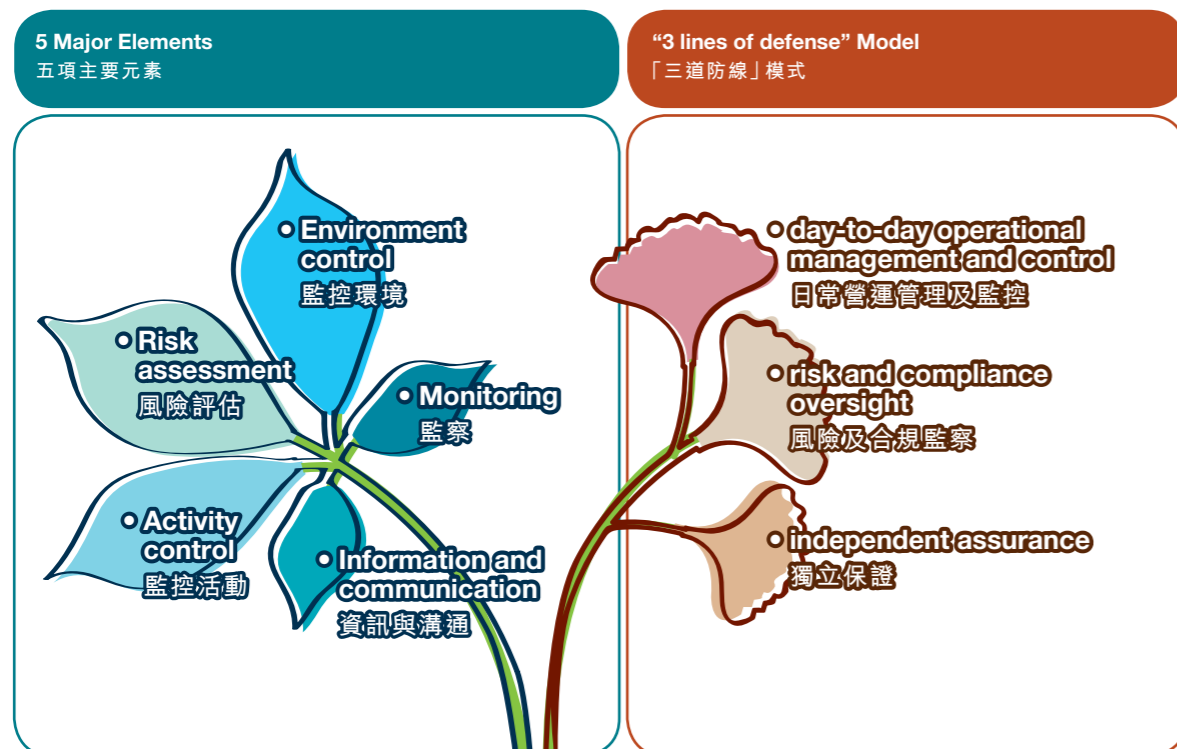 5 Major Elements
五項主要元素
“3 lines of defense” Model
「三道防線」模式
Environment
control
監控環境
Risk
assessment
風險評估
Monitoring
監察
Activity
control
監控活動
Information and
communication
資訊與溝通
day-to-day operational
management and control
日常營運管理及監控
risk and compliance
oversight
風險及合規監察
independent assurance
獨立保證